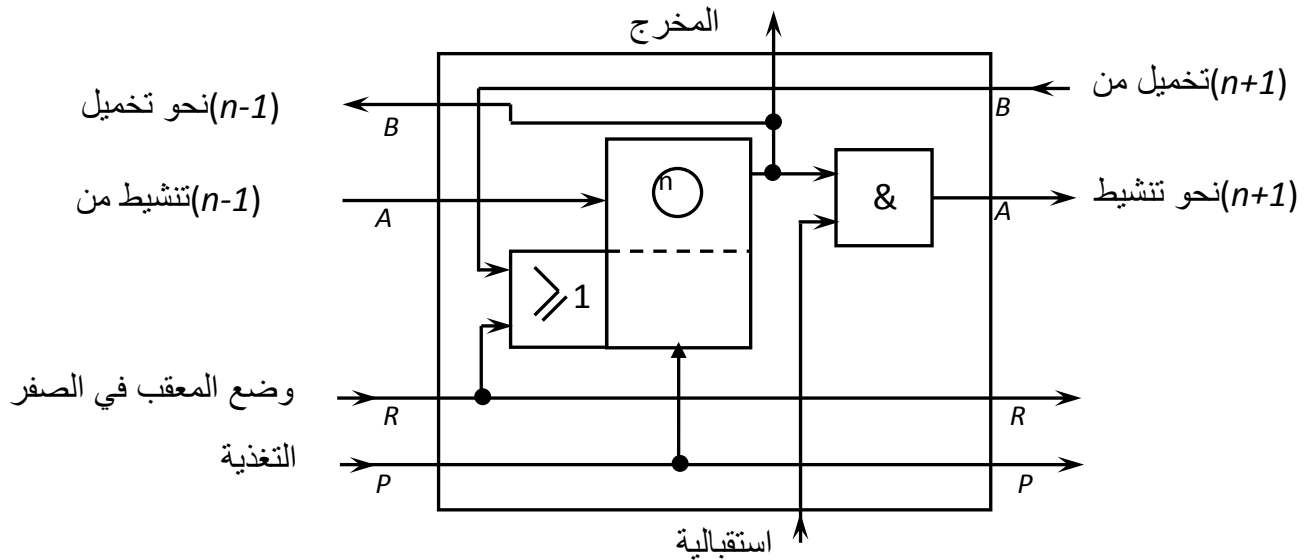 المخرج
تخميل من (n+1)
نحو تخميل (n-1)
B
B
تنشيط من (n-1)
n
&
نحو تنشيط (n+1)
A
A
⩾1
وضع المعقب في الصفر
R
R
التغذية
P
P
استقبالية